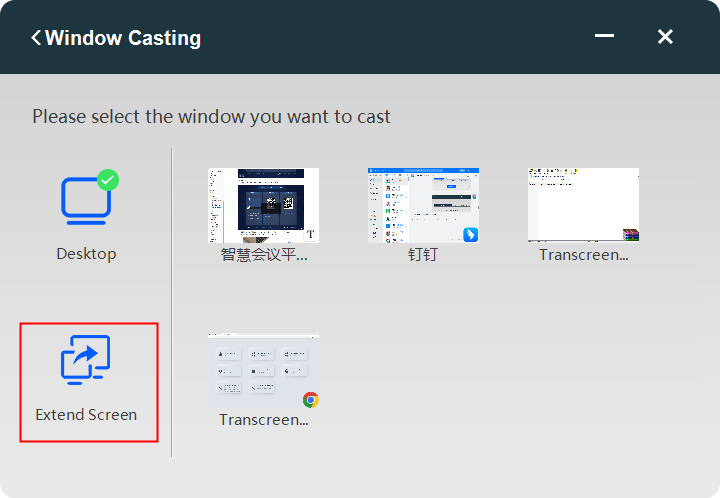 Window Casting
Please select the window you want to cast
Desktop
智慧会议平...
钉钉
Transcreen...
Extend Screen
Transcreen...